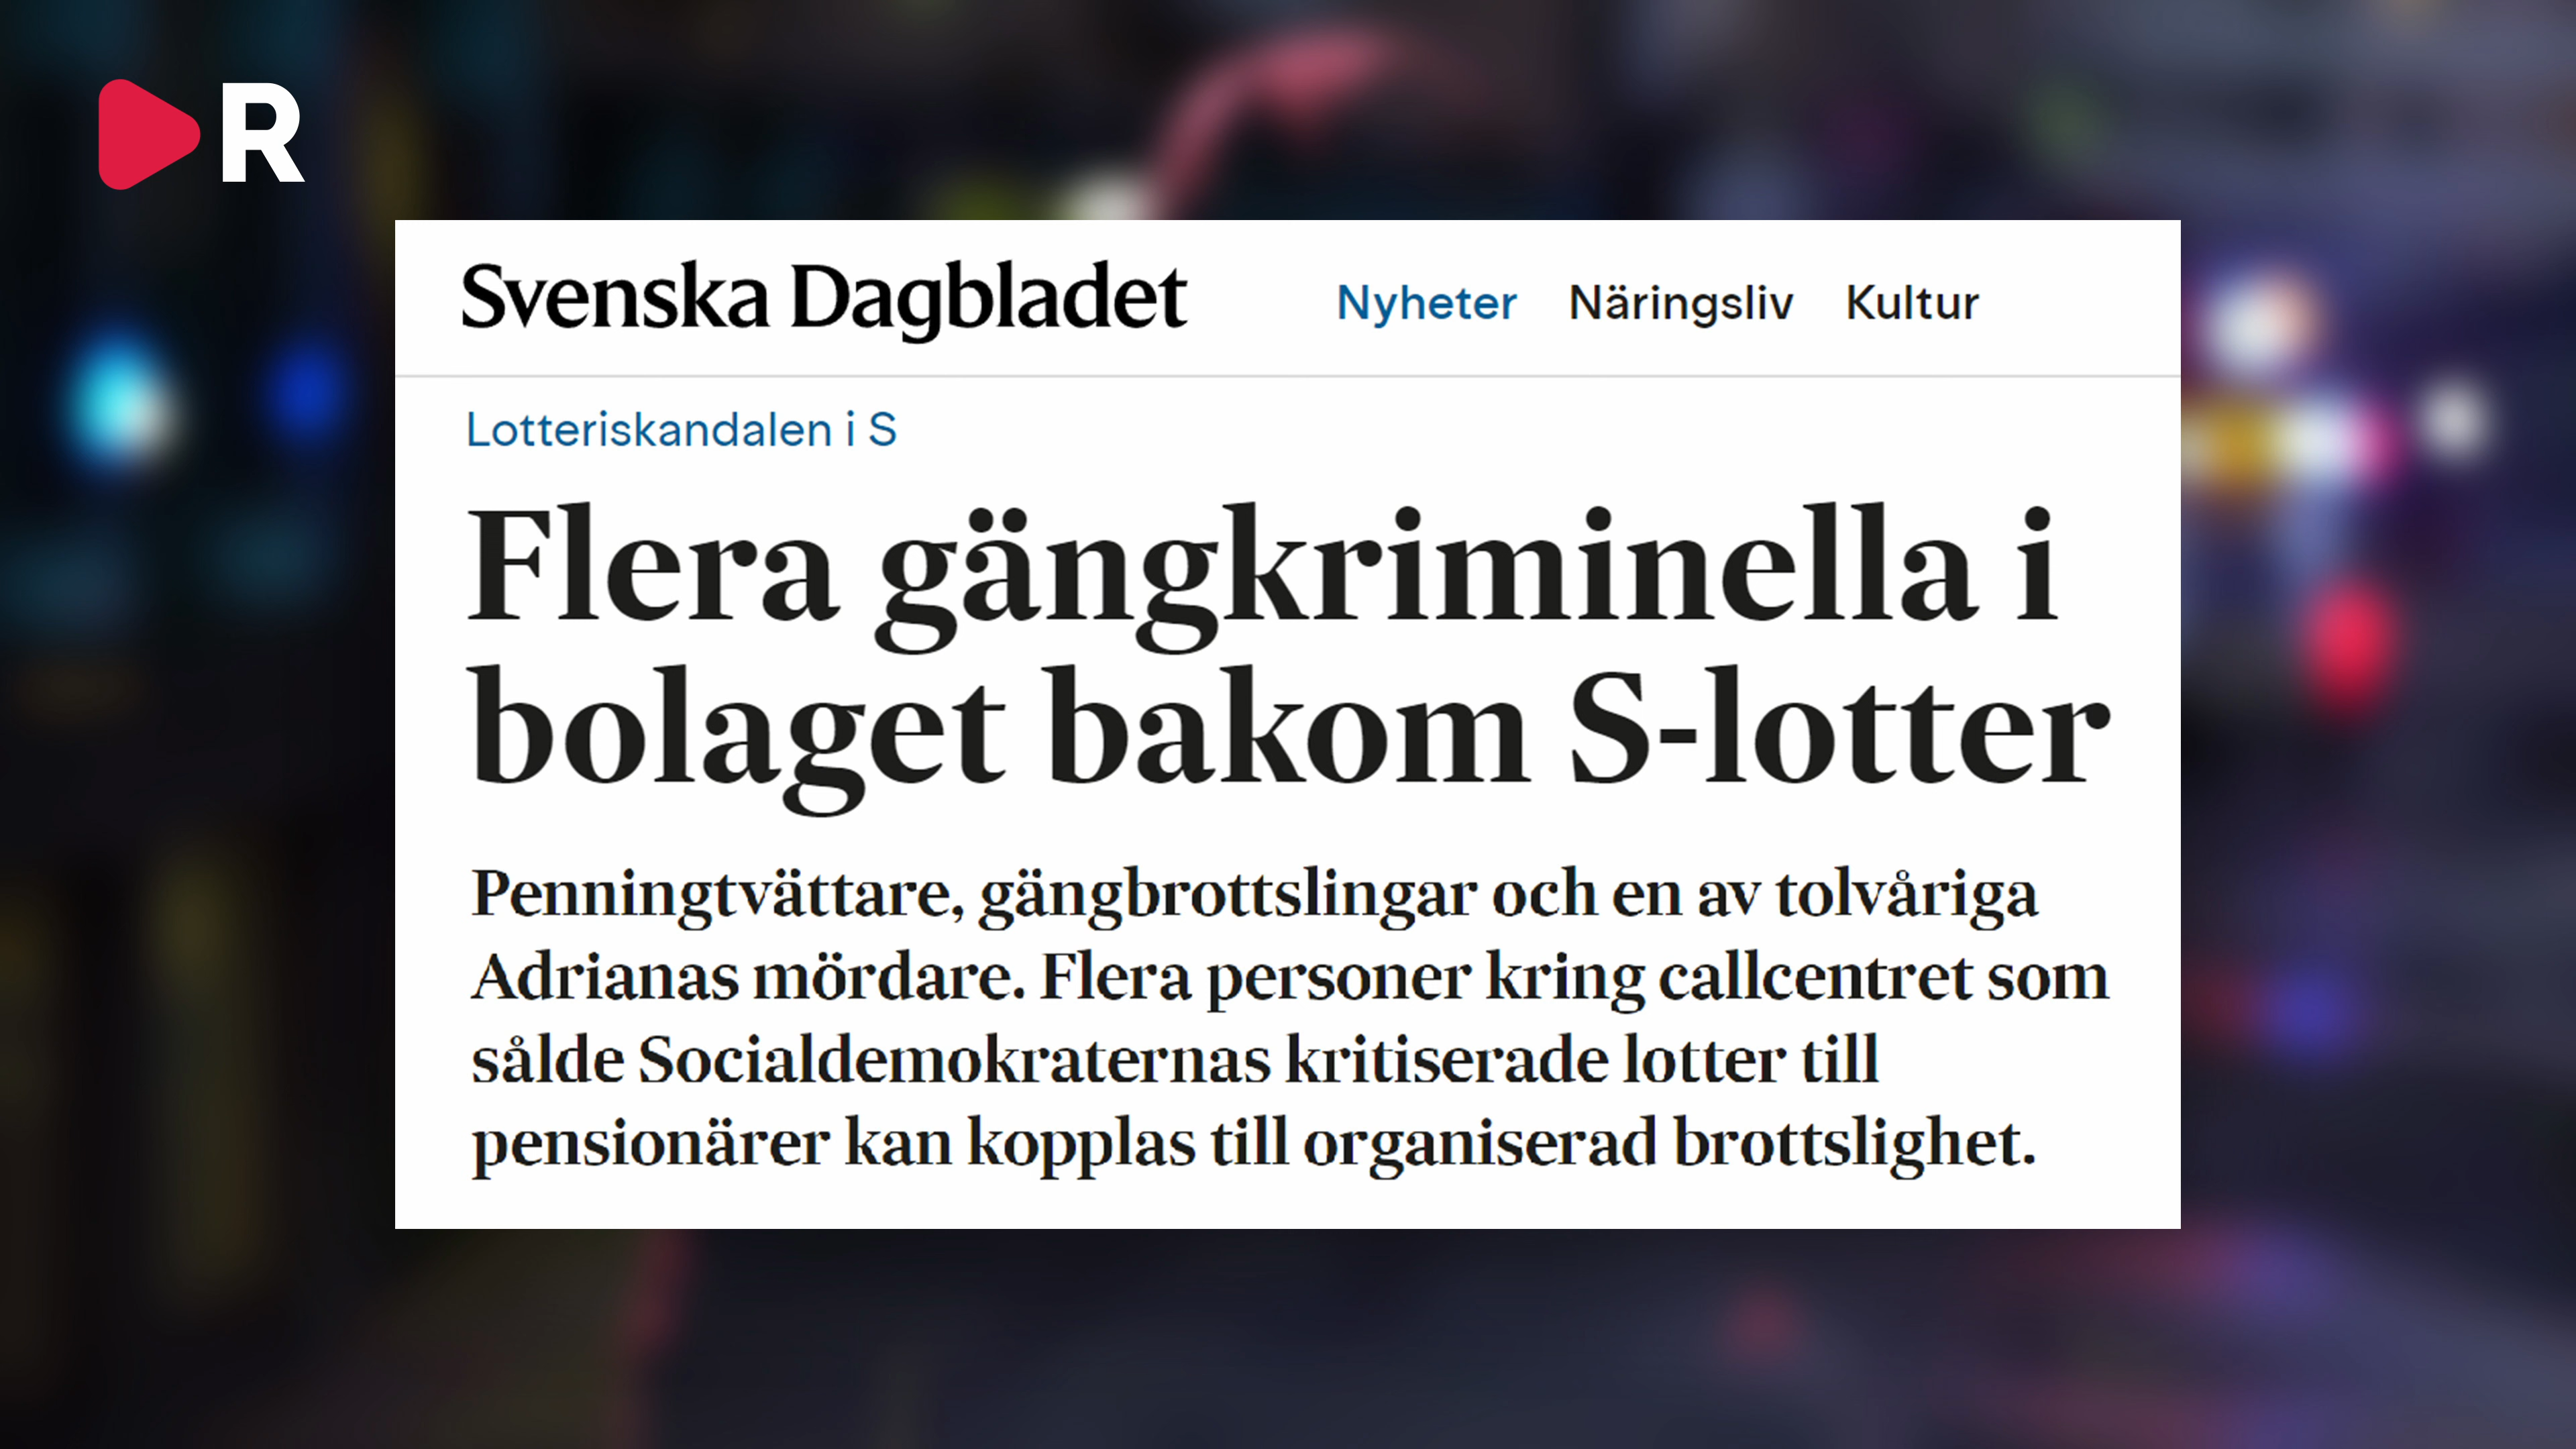 R
Svenska Dagbladet
Nyheter Näringsliv Kultur
Lotteriskandalen i S
Flera gängkriminella i
bolaget bakom S-lotter
Penningtvättare, gängbrottslingar och en av tolvåriga
Adrianas mördare. Flera personer kring callcentret som
sålde Socialdemokraternas kritiserade lotter till
pensionärer kan kopplas till organiserad brottslighet.